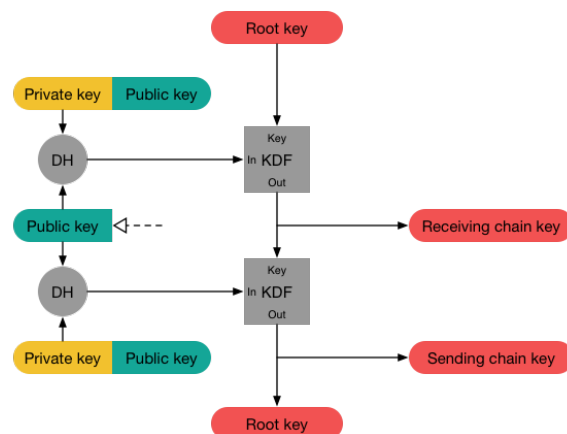 Root key
Private key Public key
Key
DH In KDF
Out
Public key Receiving chain key
Key
DH In KDF
Out
Private key Public key Sending chain key
Root key